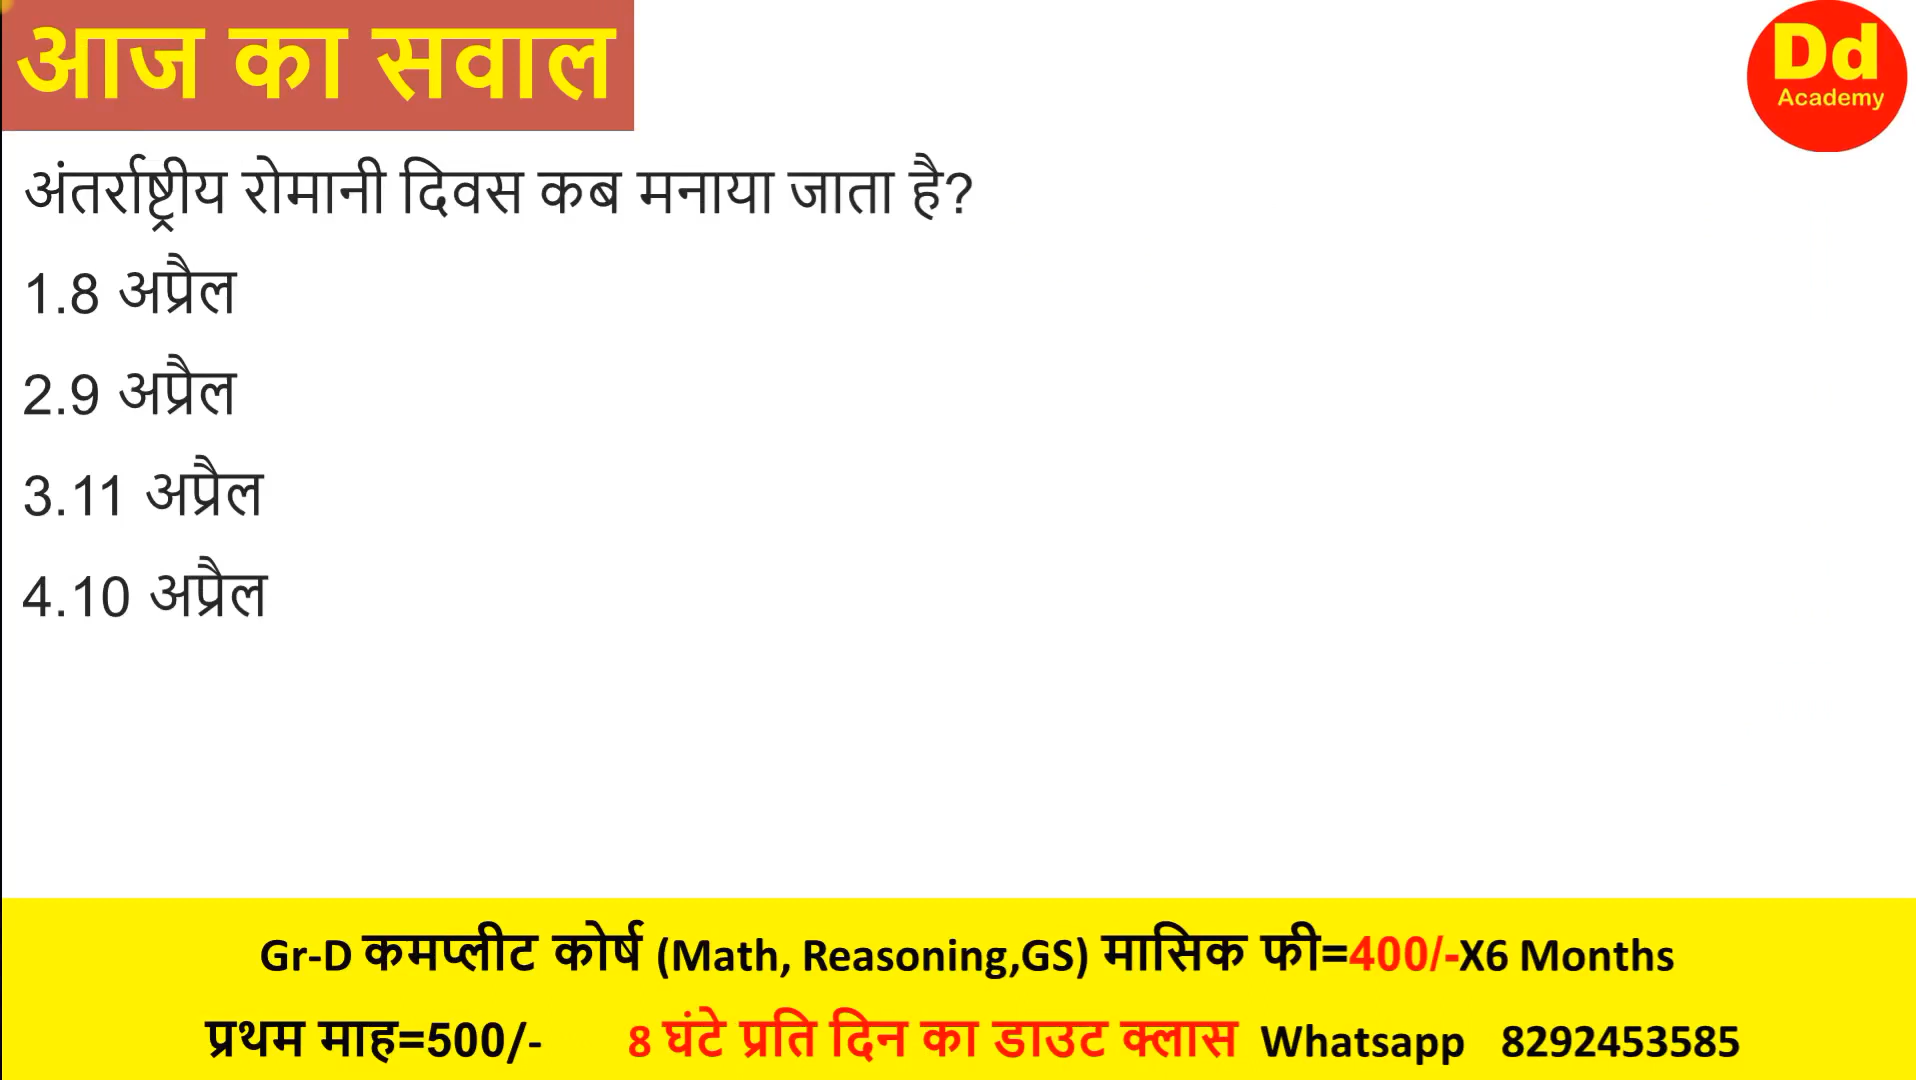 आज का सवाल
Dd
Academy
अंतर्राष्ट्रीय रोमानी दिवस कब मनाया जाता है?
1.8 अप्रैल
2.9 अप्रैल
3.11 अप्रैल
4.10 अप्रैल
Gr-D कमप्लीट कोर्ष (Math, Reasoning,GS) मासिक फी=400/-X6 Months
प्रथम माह=500/- 8 घंटे प्रति दिन का डाउट क्लास Whatsapp 8292453585